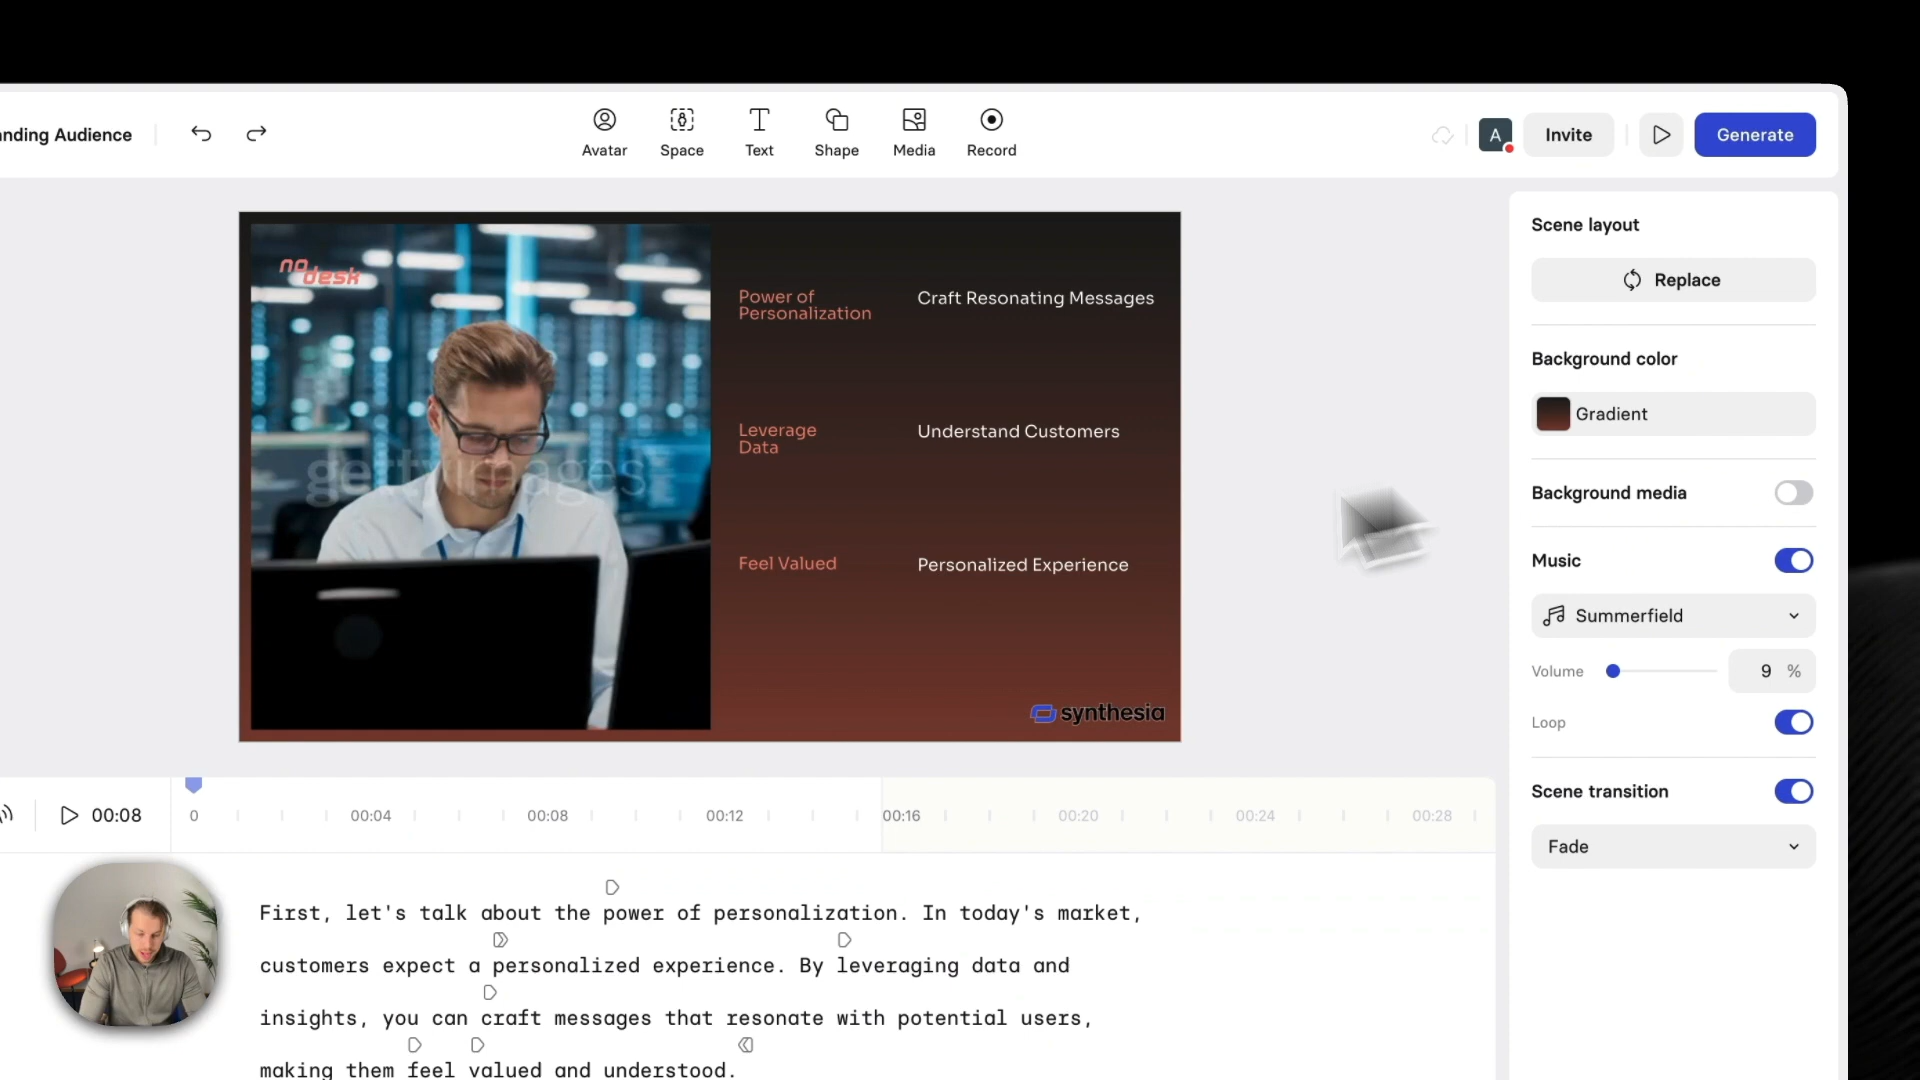 anding Audience
Avatar
Space
Text
Shape
Media
Record
A
Invite
Generate
no
desk
gettyimages
Power of
Personalization
Craft Resonating Messages
Leverage
Data
Understand Customers
Feel Valued
Personalized Experience
synthesia
Scene layout
Replace
Background color
Gradient
Background media
Music
Summerfield
Volume
9 %
Loop
Scene transition
Fade
00:08
0
00:04
00:08
00:12
00:16
00:20
00:24
00:28
First, let's talk about the power of personalization. In today's market,
customers expect a personalized experience. By leveraging data and
insights, you can craft messages that resonate with potential users,
making them feel valued and understood.